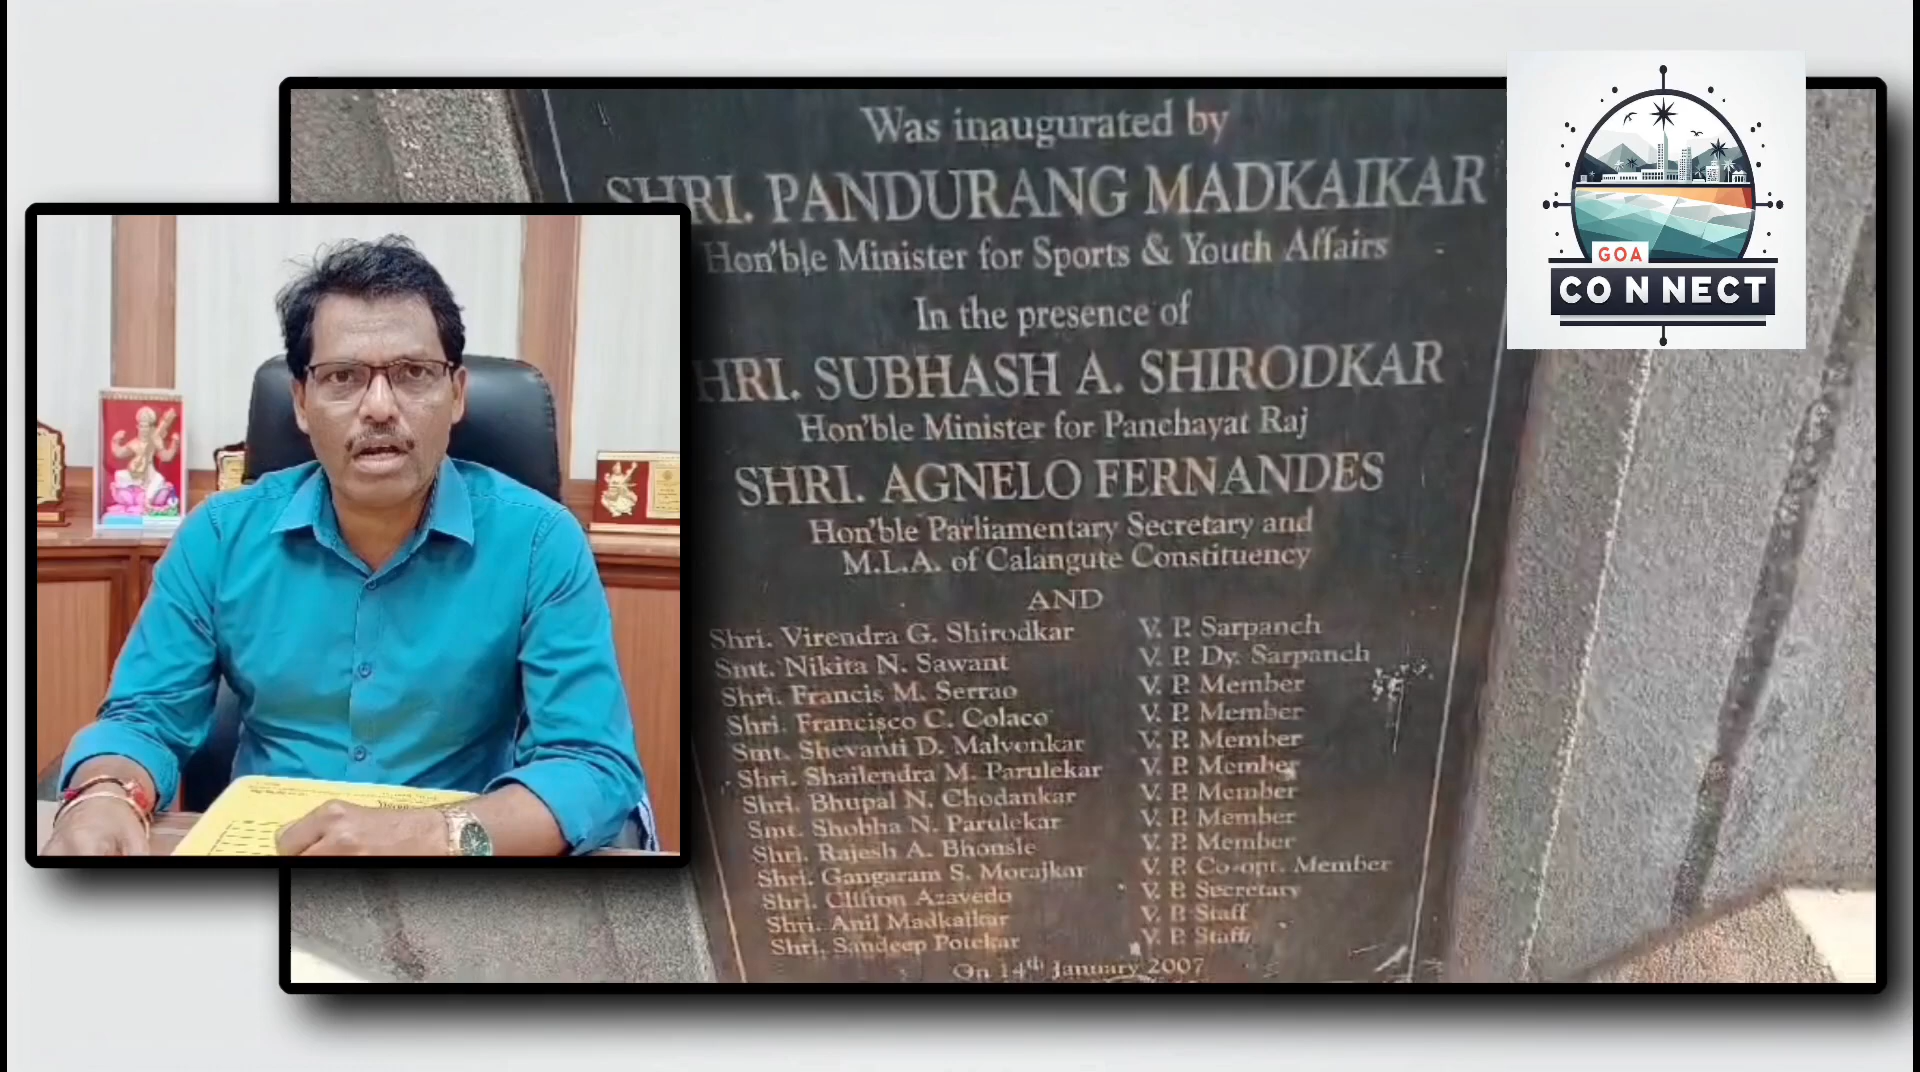 Was inaugurated by
SHRI. PANDURANG MADKAIKAR
Hon'ble Minister for Sports & Youth Affairs
In the presence of
HRI. SUBHASH A. SHIRODKAR
Hon'ble Minister for Panchayat Raj
SHRI. AGNELO FERNANDES
Hon'ble Parliamentary Secretary and
M.L.A. of Calangute Constituency
AND
Shri. Virendra G. Shirodkar V. P. Sarpanch
Smt. Nikita N. Sawant V. P. Dy. Sarpanch
Shri. Francis M. Serrao V. P. Member
Shri. Francisco C. Colaco V. P. Member
Smt. Shevanti D. Malvonkar V. P. Member
Shri. Shailendra M. Parulekar V. P. Member
Shri. Bhupal N. Chodankar V. P. Member
Smt. Shobha N. Parulekar V. P. Member
Shri. Rajesh A. Bhonsle V. P. Member
Shri. Gangaram S. Morajkar V. P. Co-opt. Member
Shri. Clifton Azavedo V. P. Secretary
Shri. Anil Madkaikar V. P. Staff
Shri. Sandeep Potekar V. P. Staff
On 14th January 2007
GOA
CONNECT